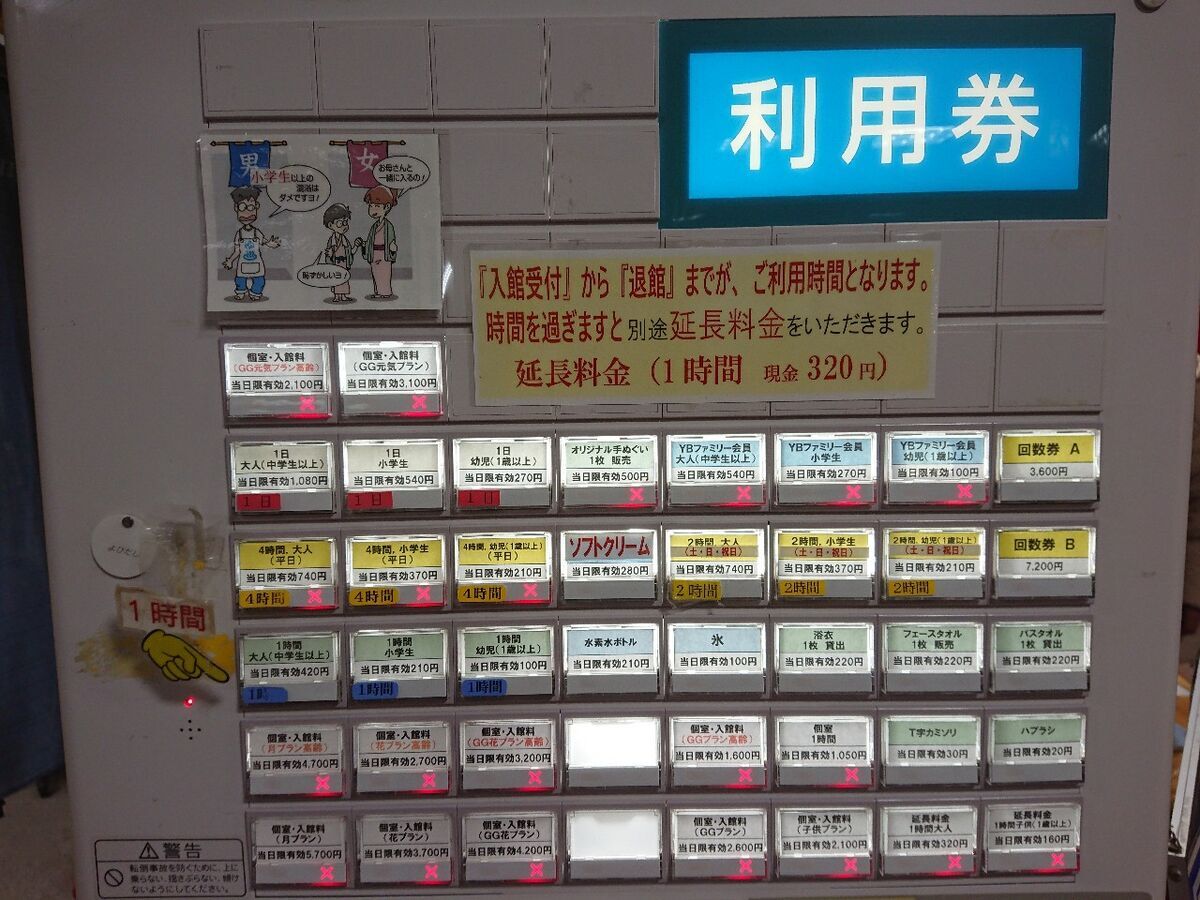 利用券
男
女
小学生以上の
混浴は
ダメですヨ!
お母さんと
一緒に入るの!
恥ずかしいヨ!
『入館受付』から『退館』までが、ご利用時間となります。
時間を過ぎますと別途延長料金をいただきます。
延長料金(1時間 現金320円)
個室・入館料
(GG元気プラン高齢)
当日限有効2,100円
個室・入館料
(GG元気プラン)
当日限有効3,100円
1日
大人(中学生以上)
当日限有効1,080円
1日
1日
小学生
当日限有効540円
1日
1日
幼児(1歳以上)
当日限有効270円
1日
オリジナル手ぬぐい
1枚 販売
当日限有効500円
YBファミリー会員
大人(中学生以上)
当日限有効540円
YBファミリー会員
小学生
当日限有効270円
YBファミリー会員
幼児(1歳以上)
当日限有効100円
回数券 A
3,600円
よびだし
4時間、大人
(平日)
当日限有効740円
4時間
4時間、小学生
(平日)
当日限有効370円
4時間
4時間、幼児(1歳以上)
(平日)
当日限有効210円
4時間
ソフトクリーム
当日限有効280円
2時間、大人
(土・日・祝日)
当日限有効740円
2時間
2時間、小学生
(土・日・祝日)
当日限有効370円
2時間
2時間、幼児(1歳以上)
(土・日・祝日)
当日限有効210円
2時間
回数券 B
7,200円
1時間
1時間
大人(中学生以上)
当日限有効420円
1時
1時間
小学生
当日限有効210円
1時間
1時間
幼児(1歳以上)
当日限有効100円
1時間
水素水ボトル
当日限有効210円
氷
当日限有効100円
浴衣
1枚 貸出
当日限有効220円
フェースタオル
1枚 販売
当日限有効220円
バスタオル
1枚 貸出
当日限有効220円
個室・入館料
(月プラン高齢)
当日限有効4,700円
個室・入館料
(花プラン高齢)
当日限有効2,700円
個室・入館料
(GG花プラン高齢)
当日限有効3,200円
個室・入館料
(GGプラン高齢)
当日限有効1,600円
個室
1時間
当日限有効1,050円
T字カミソリ
当日限有効30円
ハブラシ
当日限有効20円
個室・入館料
(月プラン)
当日限有効5,700円
個室・入館料
(花プラン)
当日限有効3,700円
個室・入館料
(GG花プラン)
当日限有効4,200円
個室・入館料
(GGプラン)
当日限有効2,600円
個室・入館料
(子供プラン)
当日限有効2,100円
延長料金
1時間大人
当日限有効320円
延長料金
1時間子供(1歳以上)
当日限有効160円
警告
転倒事故を防ぐために、上に
乗らない、揺さぶらない、傾け
ないようにしてください。